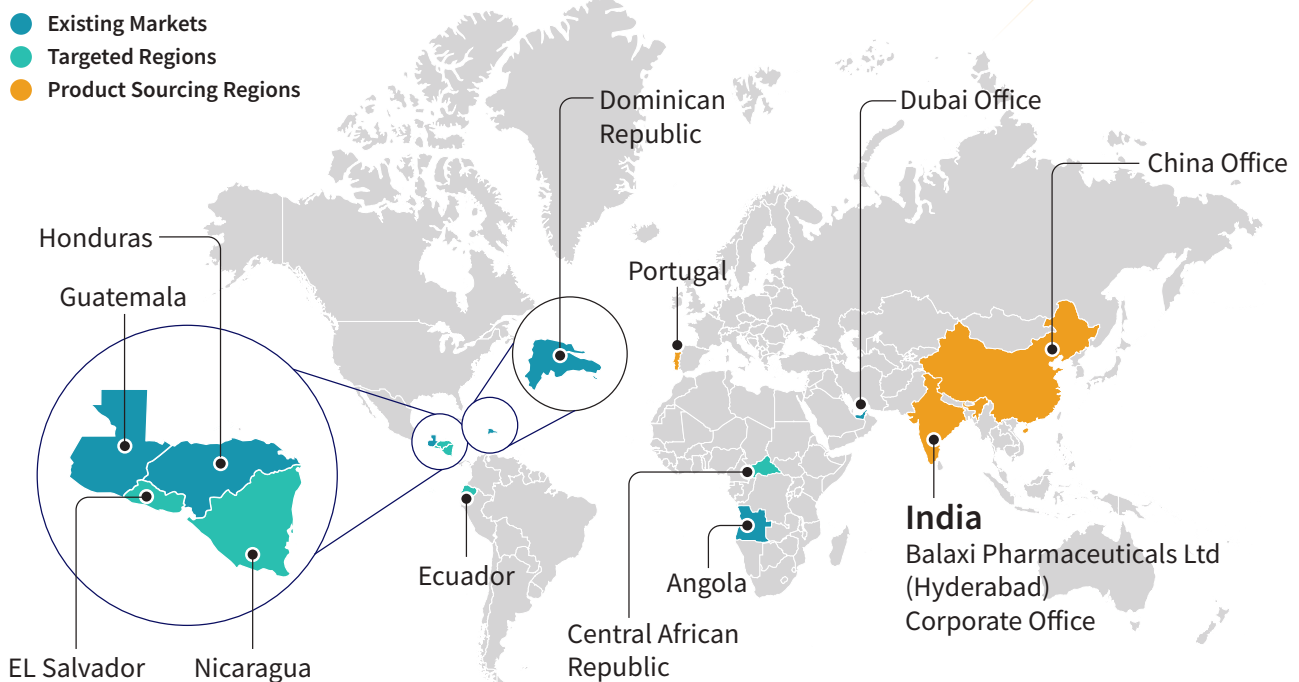 Existing Markets
Targeted Regions
Product Sourcing Regions
Dominican
Republic
Dubai Office
China Office
Honduras
Guatemala
Portugal
Ecuador
Angola
Central African
Republic
India
Balaxi Pharmaceuticals Ltd
(Hyderabad)
Corporate Office
EL Salvador
Nicaragua